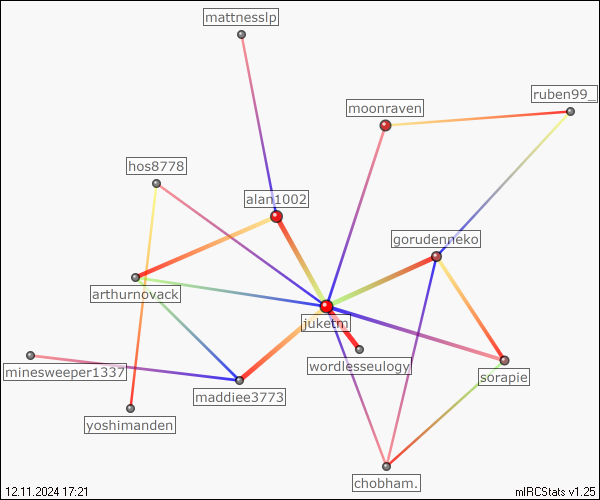 mattnesslp
ruben99_
moonraven
hos8778
alan1002
gorudenneko
arthurnovack
juketm
wordlesseulogy
minesweeper1337
sorapie
maddiee3773
yoshimanden
chobham.
12.11.2024 17:21
mIRCStats v1.25